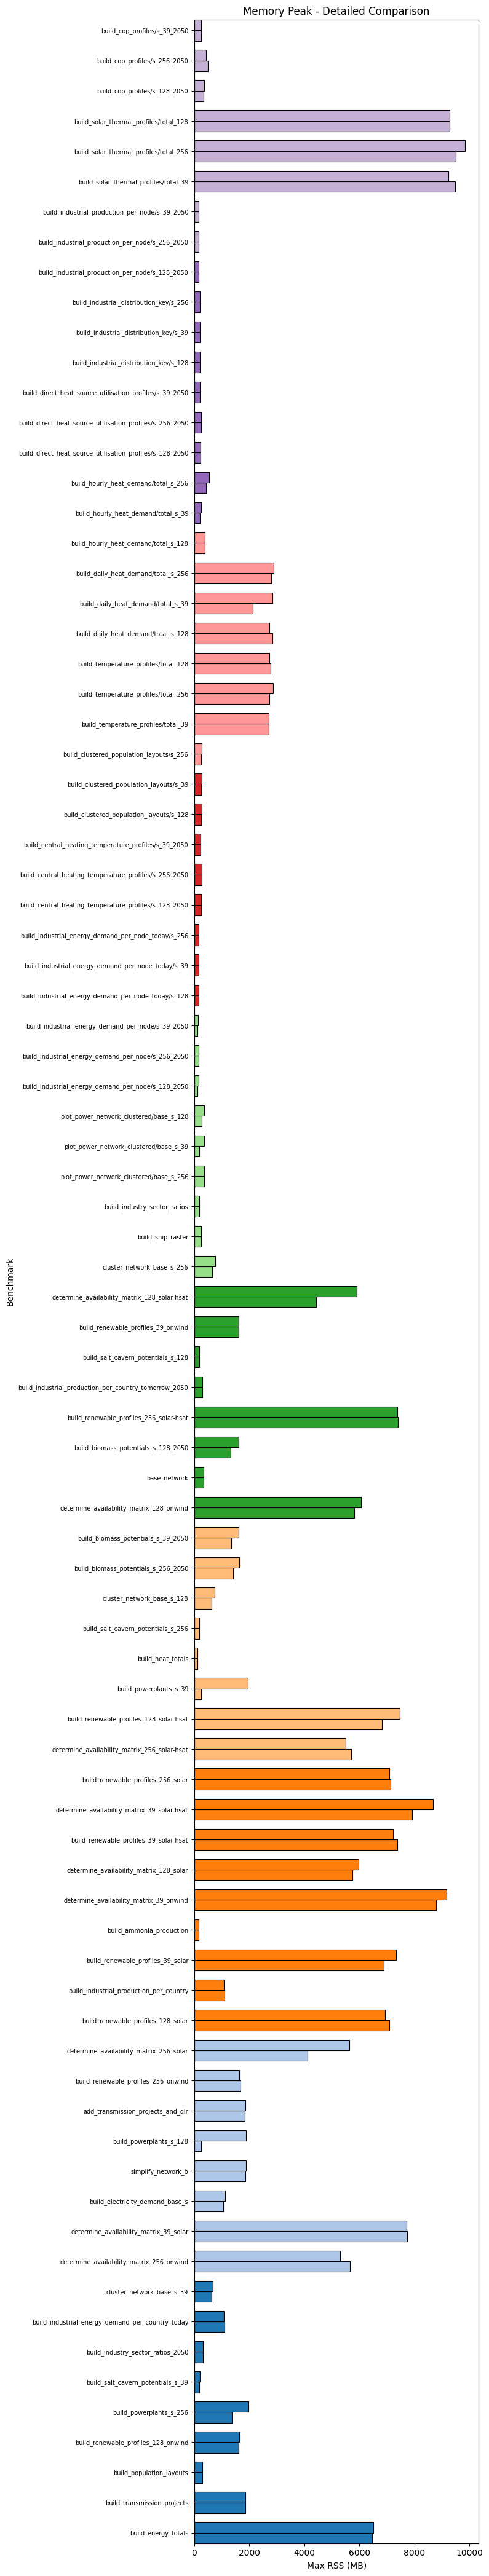 Memory Peak - Detailed Comparison
build_cop_profiles/s_39_2050
build_cop_profiles/s_256_2050
build_cop_profiles/s_128_2050
build_solar_thermal_profiles/total_128
build_solar_thermal_profiles/total_256
build_solar_thermal_profiles/total_39
build_industrial_production_per_node/s_39_2050
build_industrial_production_per_node/s_256_2050
build_industrial_production_per_node/s_128_2050
build_industrial_distribution_key/s_256
build_industrial_distribution_key/s_39
build_industrial_distribution_key/s_128
build_direct_heat_source_utilisation_profiles/s_39_2050
build_direct_heat_source_utilisation_profiles/s_256_2050
build_direct_heat_source_utilisation_profiles/s_128_2050
build_hourly_heat_demand/total_s_256
build_hourly_heat_demand/total_s_39
build_hourly_heat_demand/total_s_128
build_daily_heat_demand/total_s_256
build_daily_heat_demand/total_s_39
build_daily_heat_demand/total_s_128
build_temperature_profiles/total_128
build_temperature_profiles/total_256
build_temperature_profiles/total_39
build_clustered_population_layouts/s_256
build_clustered_population_layouts/s_39
build_clustered_population_layouts/s_128
build_central_heating_temperature_profiles/s_39_2050
build_central_heating_temperature_profiles/s_256_2050
build_central_heating_temperature_profiles/s_128_2050
build_industrial_energy_demand_per_node_today/s_256
build_industrial_energy_demand_per_node_today/s_39
build_industrial_energy_demand_per_node_today/s_128
build_industrial_energy_demand_per_node/s_39_2050
build_industrial_energy_demand_per_node/s_256_2050
build_industrial_energy_demand_per_node/s_128_2050
plot_power_network_clustered/base_s_128
plot_power_network_clustered/base_s_39
plot_power_network_clustered/base_s_256
build_industry_sector_ratios
build_ship_raster
cluster_network_base_s_256
Benchmark
determine_availability_matrix_128_solar-hsat
build_renewable_profiles_39_onwind
build_salt_cavern_potentials_s_128
build_industrial_production_per_country_tomorrow_2050
build_renewable_profiles_256_solar-hsat
build_biomass_potentials_s_128_2050
base_network
determine_availability_matrix_128_onwind
build_biomass_potentials_s_39_2050
build_biomass_potentials_s_256_2050
cluster_network_base_s_128
build_salt_cavern_potentials_s_256
build_heat_totals
build_powerplants_s_39
build_renewable_profiles_128_solar-hsat
determine_availability_matrix_256_solar-hsat
build_renewable_profiles_256_solar
determine_availability_matrix_39_solar-hsat
build_renewable_profiles_39_solar-hsat
determine_availability_matrix_128_solar
determine_availability_matrix_39_onwind
build_ammonia_production
build_renewable_profiles_39_solar
build_industrial_production_per_country
build_renewable_profiles_128_solar
determine_availability_matrix_256_solar
build_renewable_profiles_256_onwind
add_transmission_projects_and_dlr
build_powerplants_s_128
simplify_network_b
build_electricity_demand_base_s
determine_availability_matrix_39_solar
determine_availability_matrix_256_onwind
cluster_network_base_s_39
build_industrial_energy_demand_per_country_today
build_industry_sector_ratios_2050
build_salt_cavern_potentials_s_39
build_powerplants_s_256
build_renewable_profiles_128_onwind
build_population_layouts
build_transmission_projects
build_energy_totals
0 2000 4000 6000 8000 10000
Max RSS (MB)